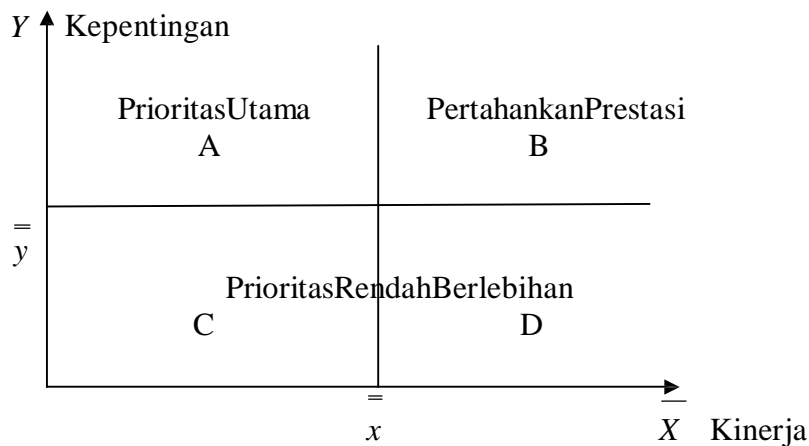 Y Kepentingan
PrioritasUtama PertahankanPrestasi
A B
=
y
PrioritasRendahBerlebihan
C D
=
x
X̅ Kinerja